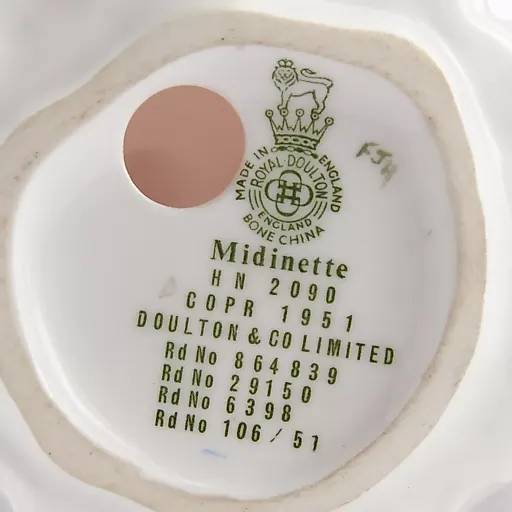 MADE IN ENGLAND
ROYAL·DOULTON
ENGLAND
BONE CHINA
FJH
Midinette
HN 2090
COPR 1951
DOULTON & CO LIMITED
Rd No 864839
Rd No 29150
Rd No 6398
Rd No 106/51